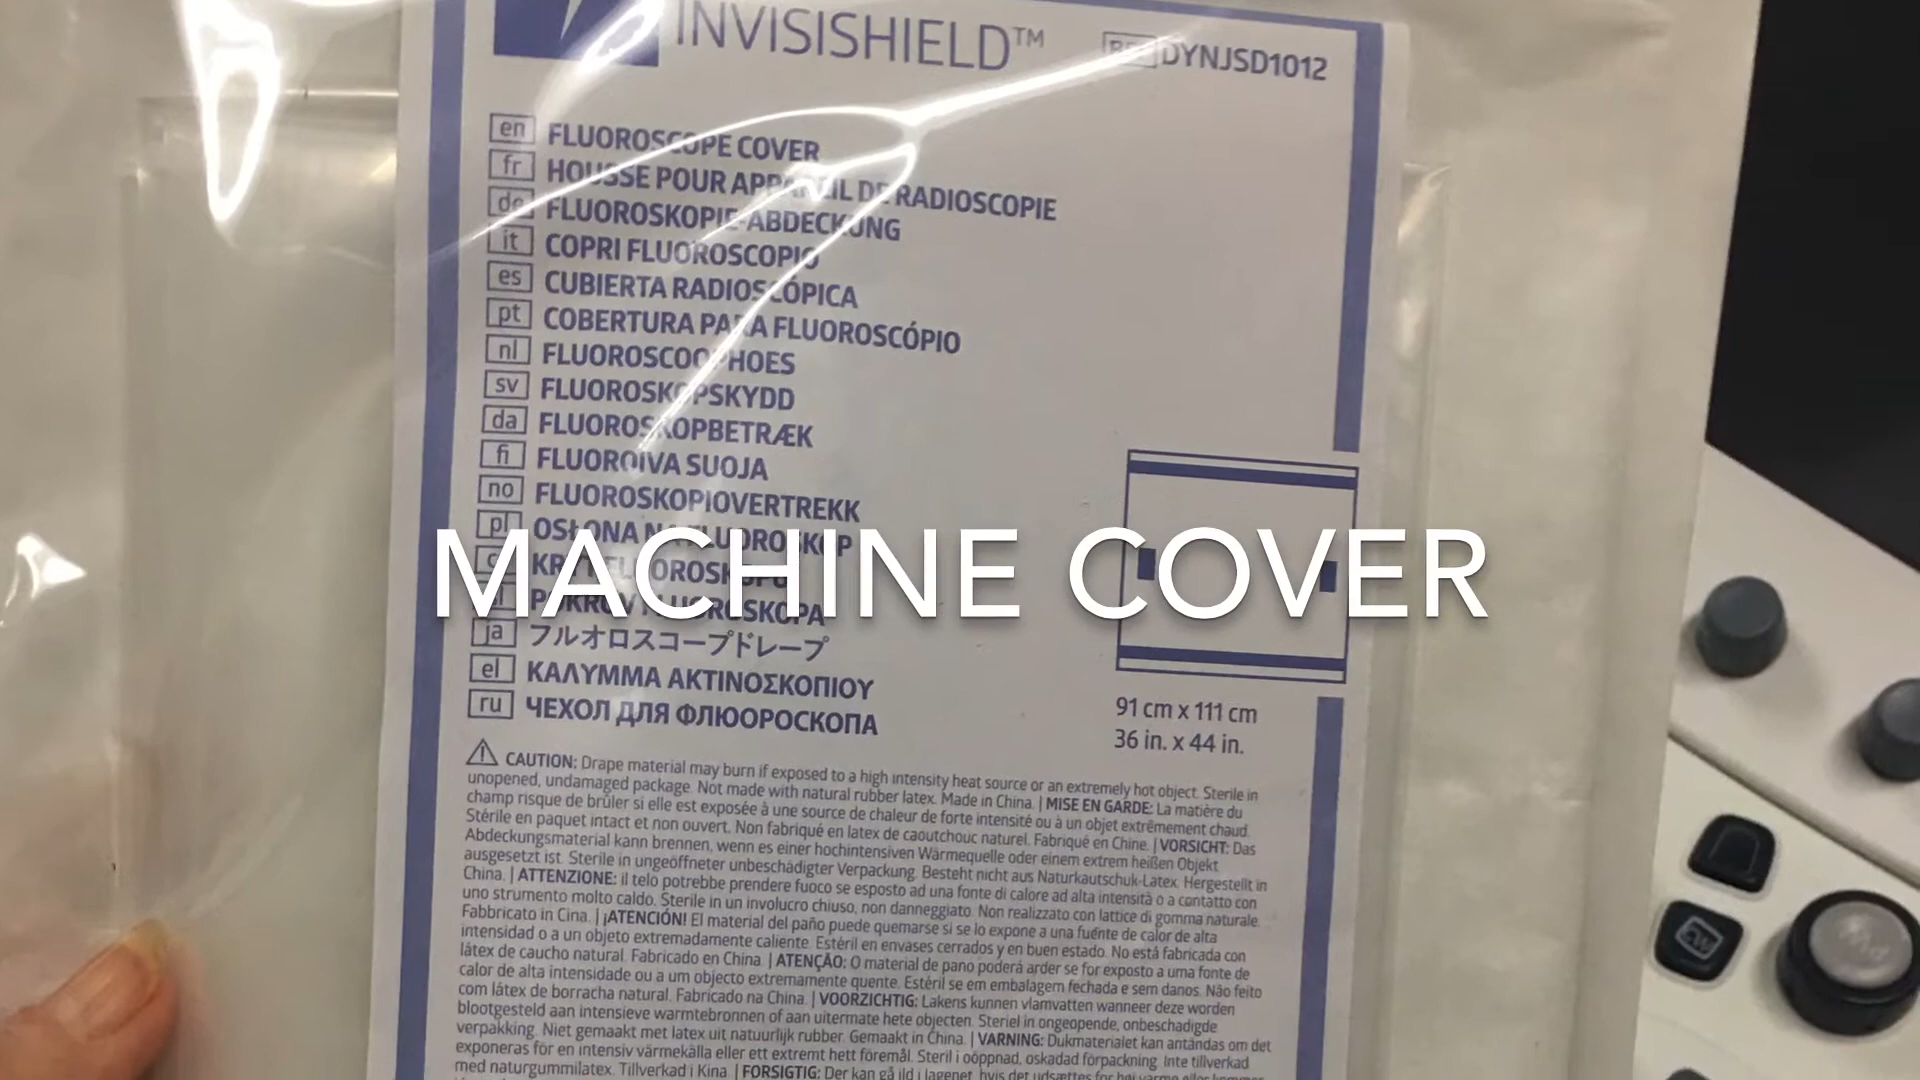 INVISISHIELD™
REF DYNJSD1012
en FLUOROSCOPE COVER
fr HOUSSE POUR APPAREIL DE RADIOSCOPIE
de FLUOROSKOPIE-ABDECKUNG
it COPRI FLUOROSCOPIO
es CUBIERTA RADIOSCÓPICA
pt COBERTURA PARA FLUOROSCÓPIO
nl FLUOROSCOOPHOES
sv FLUOROSKOPSKYDD
da FLUOROSKOPBETRÆK
fi FLUOROIVA SUOJA
no FLUOROSKOPIOVERTREKK
pl OSŁONA NA FLUOROSKOP
MACHINE COVER
POKROV FLUOROSKOPA
ja フルオロスコープドレープ
el ΚΑΛΥΜΜΑ ΑΚΤΙΝΟΣΚΟΠΙΟΥ
ru ЧЕХОЛ ДЛЯ ФЛЮОРОСКОПА
91 cm x 111 cm
36 in. x 44 in.
CAUTION: Drape material may burn if exposed to a high intensity heat source or an extremely hot object. Sterile in
unopened, undamaged package. Not made with natural rubber latex. Made in China. | MISE EN GARDE: La matière du
champ risque de brûler si elle est exposée à une source de chaleur de forte intensité ou à un objet extrêmement chaud.
Stérile en paquet intact et non ouvert. Non fabriqué en latex de caoutchouc naturel. Fabriqué en Chine. | VORSICHT: Das
Abdeckungsmaterial kann brennen, wenn es einer hochintensiven Wärmequelle oder einem extrem heißen Objekt
ausgesetzt ist. Sterile in ungeöffneter unbeschädigter Verpackung. Besteht nicht aus Naturkautschuk-Latex. Hergestellt in
China. | ATTENZIONE: il telo potrebbe prendere fuoco se esposto ad una fonte di calore ad alta intensità o a contatto con
uno strumento molto caldo. Sterile in un involucro chiuso, non danneggiato. Non realizzato con lattice di gomma naturale.
Fabbricato in Cina. | ¡ATENCIÓN! El material del paño puede quemarse si se lo expone a una fuente de calor de alta
intensidad o a un objeto extremadamente caliente. Estéril en envases cerrados y en buen estado. No está fabricada con
látex de caucho natural. Fabricado en China. | ATENÇÃO: O material de pano poderá arder se for exposto a uma fonte de
calor de alta intensidade ou a um objecto extremamente quente. Estéril se em embalagem fechada e sem danos. Não feito
com látex de borracha natural. Fabricado na China. | VOORZICHTIG: Lakens kunnen vlamvatten wanneer deze worden
blootgesteld aan intensieve warmtebronnen of aan uitermate hete objecten. Steriel in ongeopende, onbeschadigde
verpakking. Niet gemaakt met latex uit natuurlijk rubber. Gemaakt in China. | VARNING: Dukmaterialet kan antändas om det
exponeras för en intensiv värmekälla eller ett extremt hett föremål. Steril i oöppnad, oskadad förpackning. Inte tillverkad
med naturgummilatex. Tillverkad i Kina. | FORSIGTIG: Der kan gå ild i lagenet, hvis det udsættes for